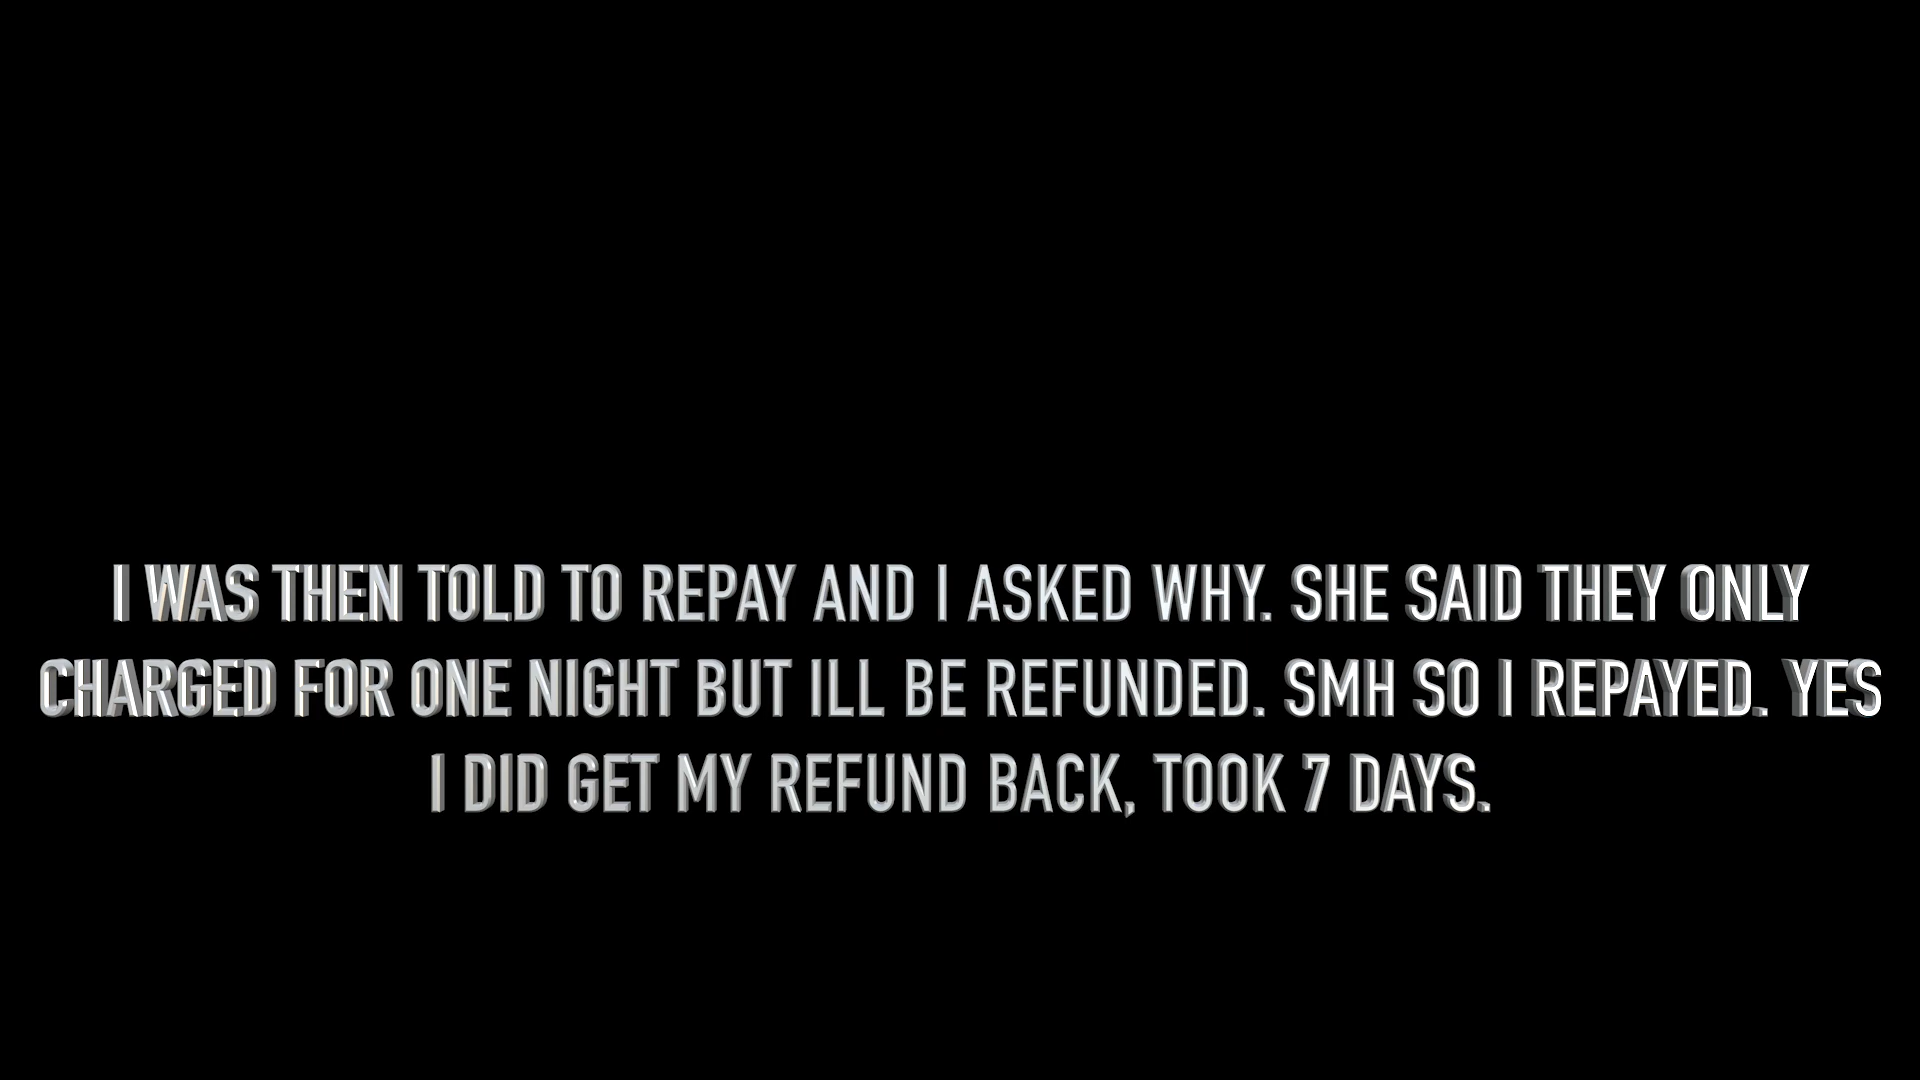 I WAS THEN TOLD TO REPAY AND I ASKED WHY. SHE SAID THEY ONLY
CHARGED FOR ONE NIGHT BUT ILL BE REFUNDED. SMH SO I REPAYED. YES
I DID GET MY REFUND BACK, TOOK 7 DAYS.